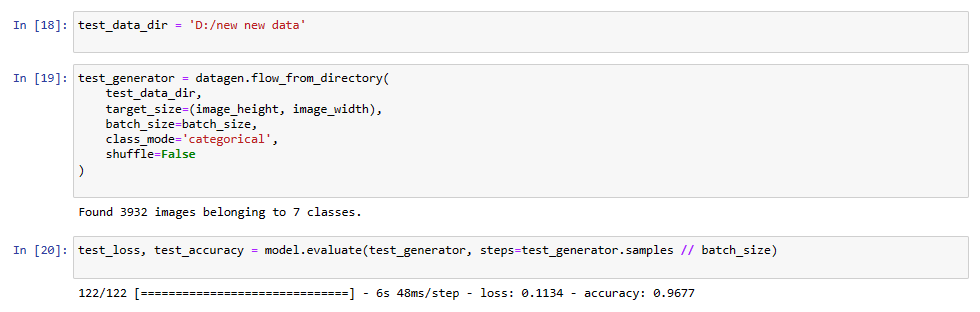 In [18]: test_data_dir = 'D:/new new data'
In [19]: test_generator = datagen.flow_from_directory(
    test_data_dir,
    target_size=(image_height, image_width),
    batch_size=batch_size,
    class_mode='categorical',
    shuffle=False
)
Found 3932 images belonging to 7 classes.
In [20]: test_loss, test_accuracy = model.evaluate(test_generator, steps=test_generator.samples // batch_size)
122/122 [==============================] - 6s 48ms/step - loss: 0.1134 - accuracy: 0.9677